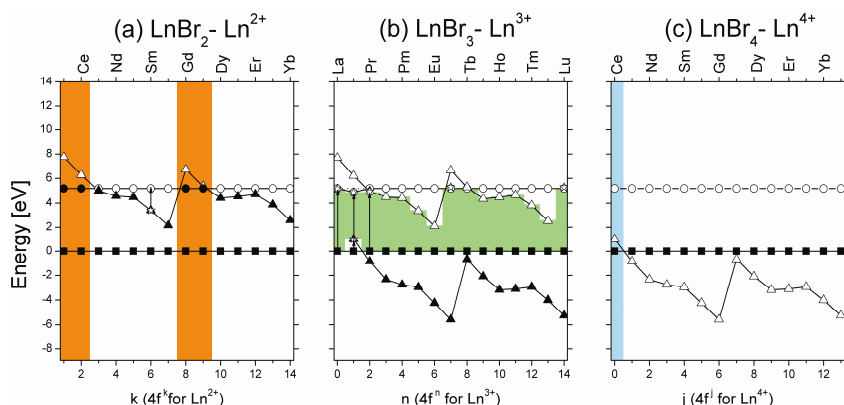 (a) LnBr2- Ln2+
(b) LnBr3- Ln3+
(c) LnBr4- Ln4+
Ce Nd Sm Gd Dy Er Yb
La Pr Pm Eu Tb Ho Tm Lu
Ce Nd Sm Gd Dy Er Yb
Energy [eV]
14
12
10
8
6
4
2
0
-2
-4
-6
-8
2 4 6 8 10 12 14
0 2 4 6 8 10 12 14
0 2 4 6 8 10 12
k (4f^k for Ln2+)
n (4f^n for Ln3+)
j (4f^j for Ln4+)